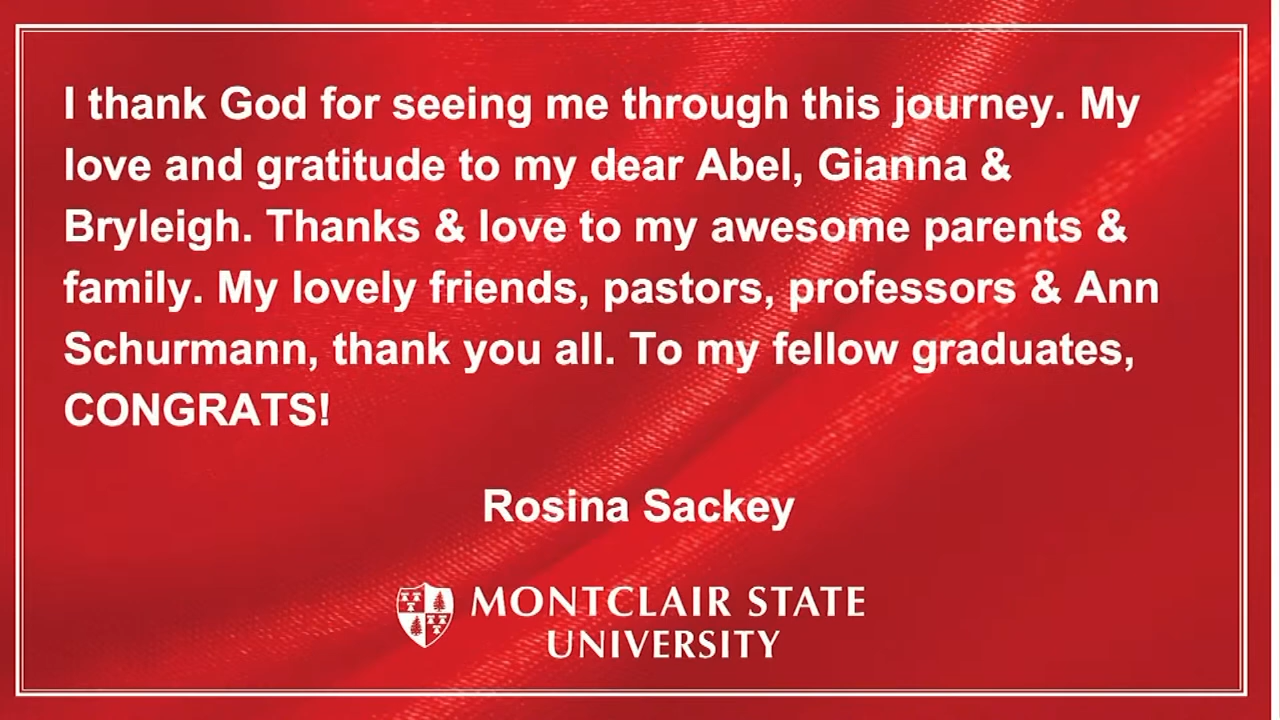 I thank God for seeing me through this journey. My
love and gratitude to my dear Abel, Gianna &
Bryleigh. Thanks & love to my awesome parents &
family. My lovely friends, pastors, professors & Ann
Schurmann, thank you all. To my fellow graduates,
CONGRATS!
Rosina Sackey
MONTCLAIR STATE
UNIVERSITY